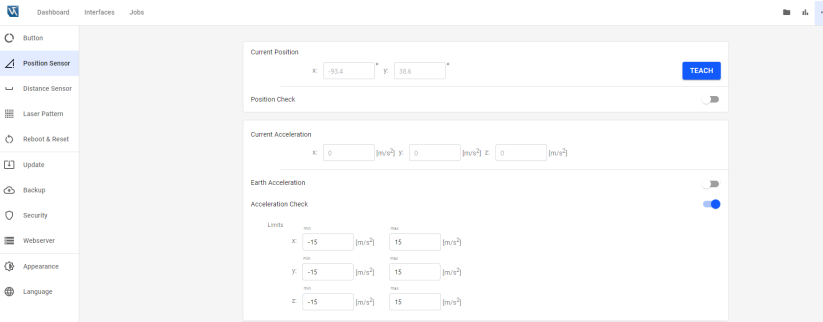 Dashboard Interfaces Jobs
Button
Position Sensor
Distance Sensor
Laser Pattern
Reboot & Reset
Update
Backup
Security
Webserver
Appearance
Language
Current Position
x: -93.4 ° y: 38.6 °
TEACH
Position Check
Current Acceleration
x: 0 [m/s²] y: 0 [m/s²] z: 0 [m/s²]
Earth Acceleration
Acceleration Check
Limits
min max
x: -15 [m/s²] 15 [m/s²]
min max
y: -15 [m/s²] 15 [m/s²]
min max
z: -15 [m/s²] 15 [m/s²]